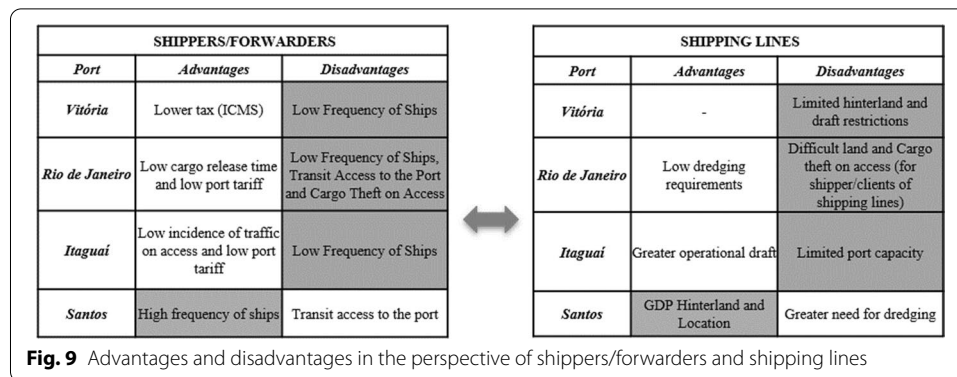 SHIPPERS/FORWARDERS
Port Advantages Disadvantages
Vitória Lower tax (ICMS) Low Frequency of Ships
Rio de Janeiro
Low cargo release time
and low port tariff
Low Frequency of Ships,
Transit Access to the Port
and Cargo Theft on Access
Itaguaí
Low incidence of traffic
on access and low port
tariff
Low Frequency of Ships
Santos High frequency of ships Transit access to the port
SHIPPING LINES
Port Advantages Disadvantages
Vitória
-
Limited hinterland and
draft restrictions
Rio de Janeiro
Low dredging
requirements
Difficult land and Cargo
theft on access (for
shipper/clients of
shipping lines)
Itaguaí Greater operational draft Limited port capacity
Santos
GDP Hinterland and
Location
Greater need for dredging
Fig. 9 Advantages and disadvantages in the perspective of shippers/forwarders and shipping lines